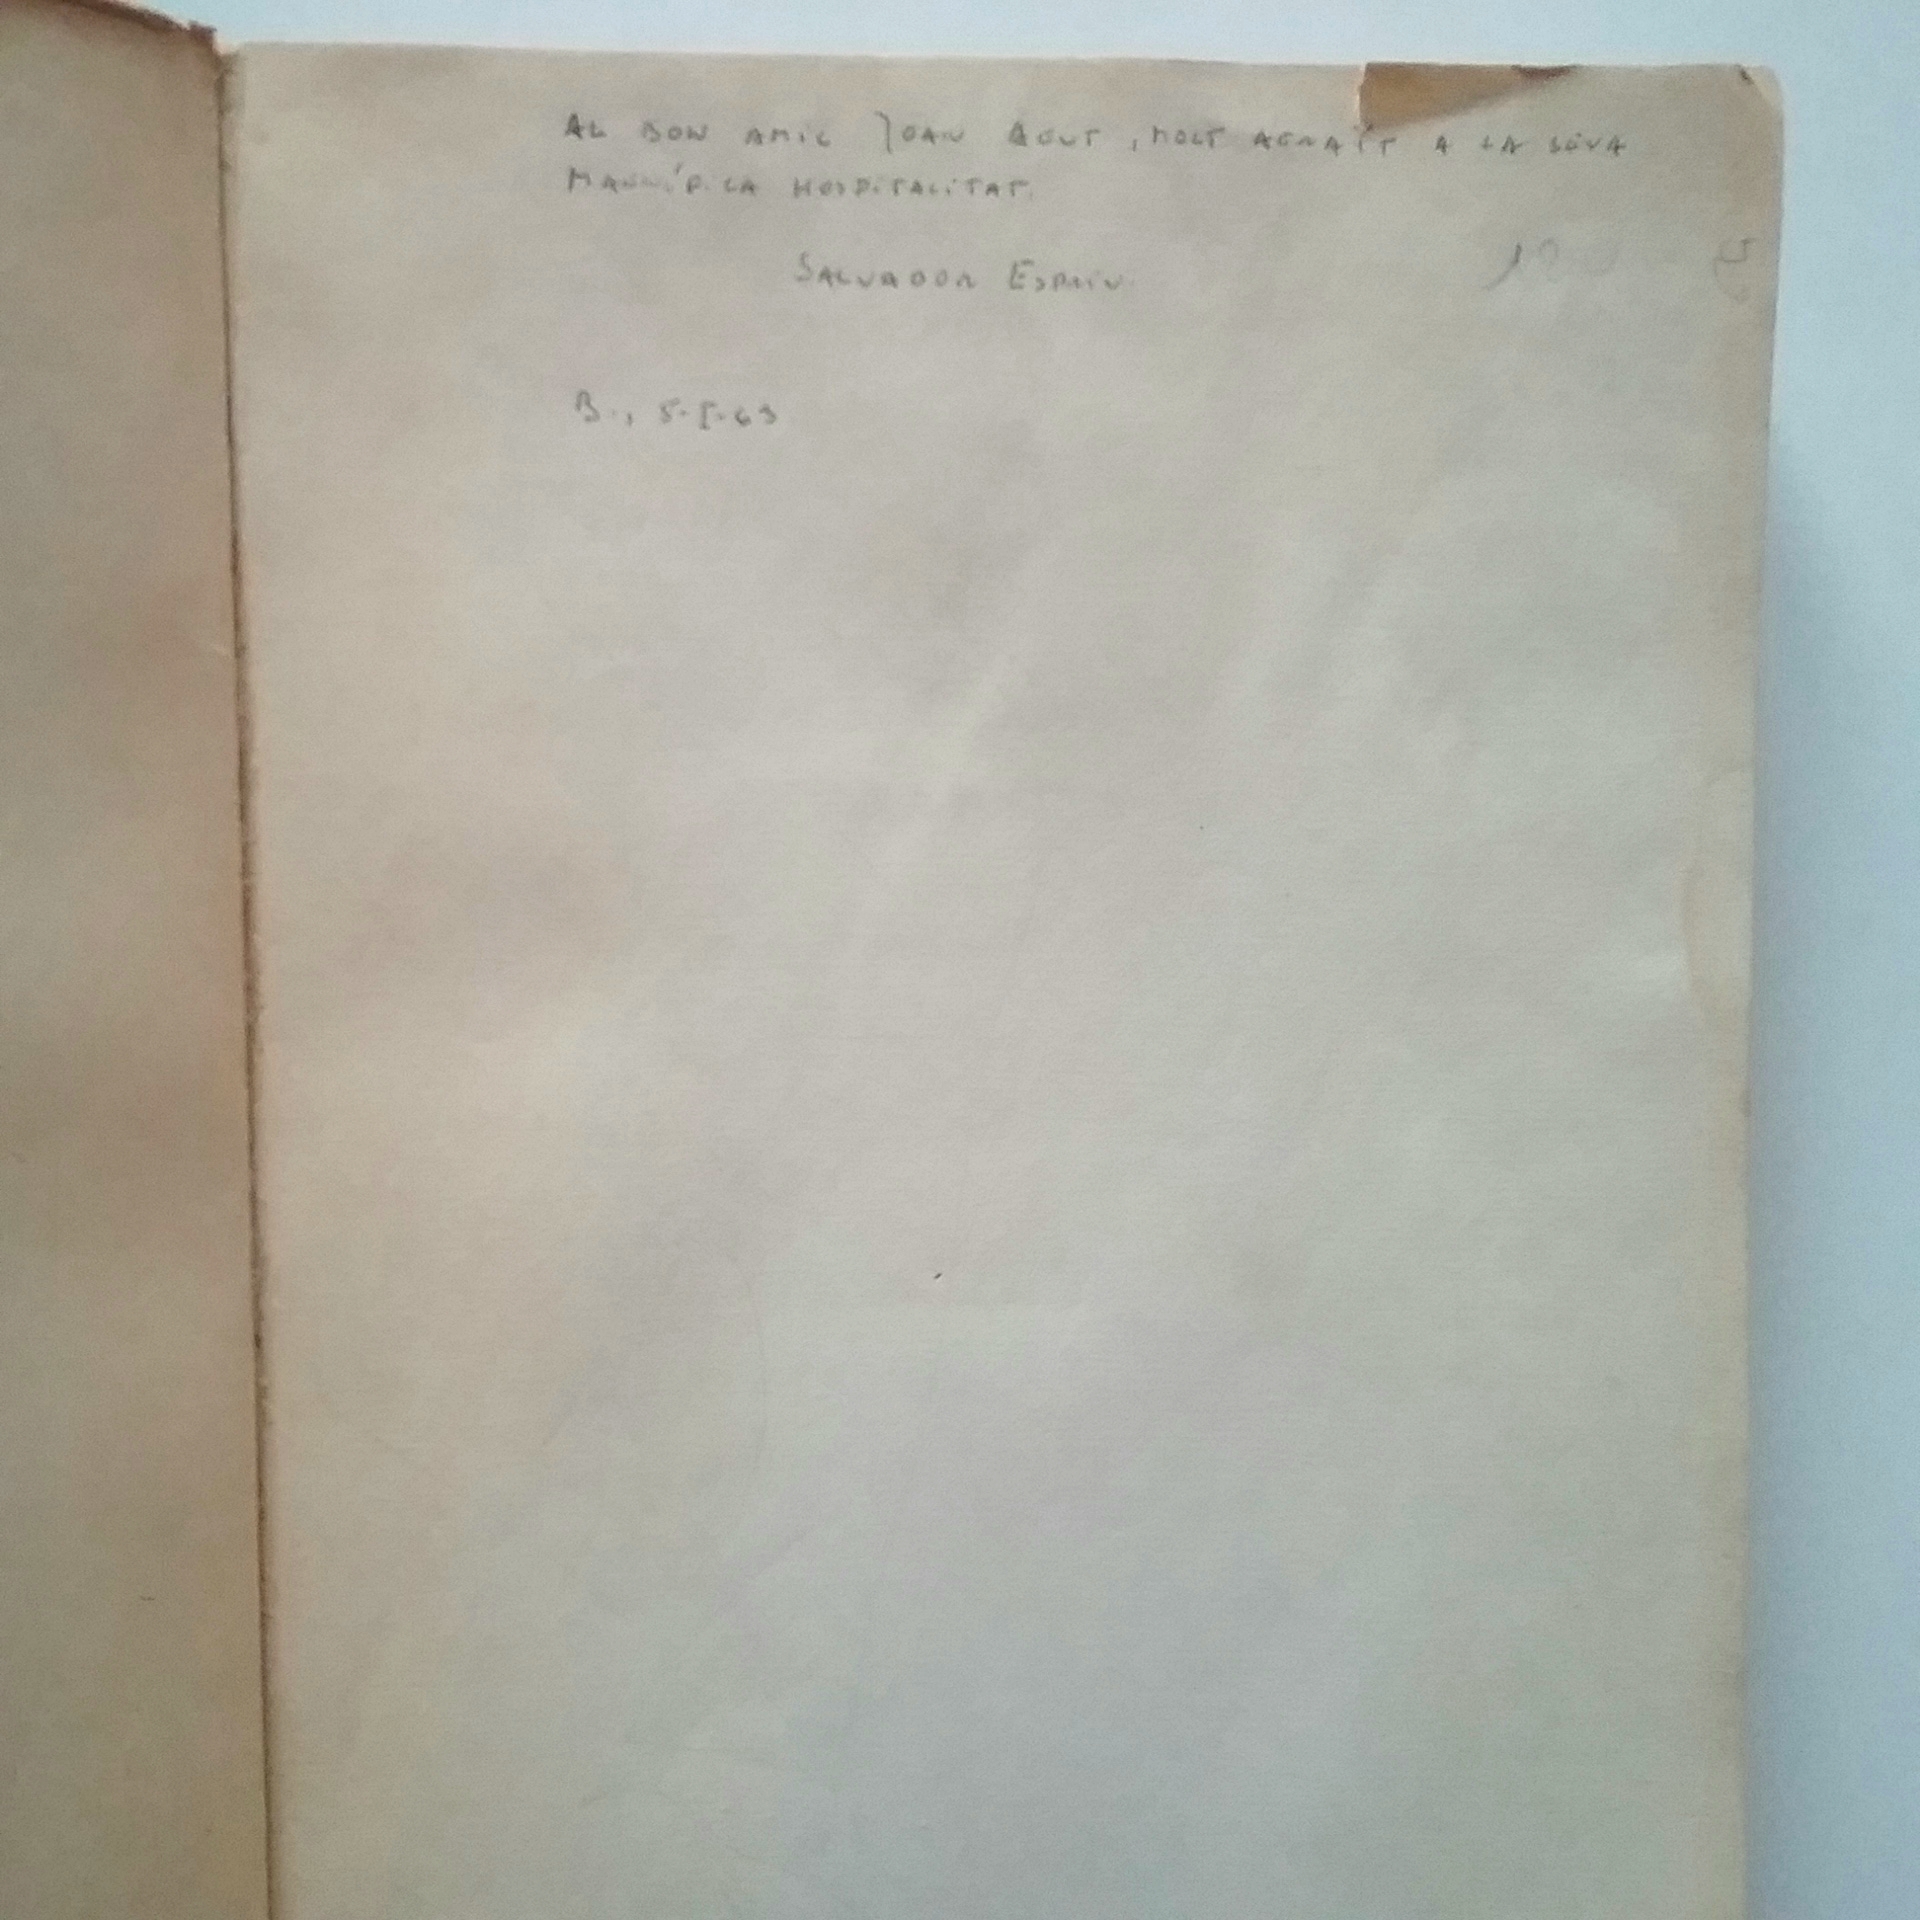 AL BON AMIC JOAN AGUT, MOLT AGRAÏT A LA SEVA
MAGNÍFICA HOSPITALITAT.
SALVADOR ESPRIU.
B., 5-I-63